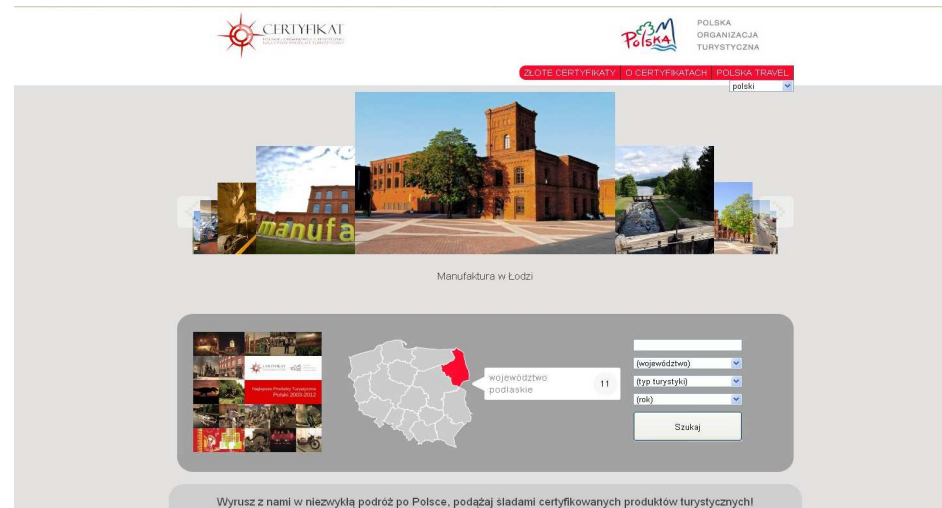 CERTYFIKAT
POLSKA
ORGANIZACJA
TURYSTYCZNA
Polska
ZŁOTE CERTYFIKATY
O CERTYFIKATACH
POLSKA TRAVEL
polski
manufa
Manufaktura w Łodzi
CERTYFIKAT
Najlepsze Produkty Turystyczne
Polski 2003-2012
województwo
podlaskie
11
(województwo)
(typ turystyki)
(rok)
Szukaj
Wyrusz z nami w niezwykłą podróż po Polsce, podążaj śladami certyfikowanych produktów turystycznych!